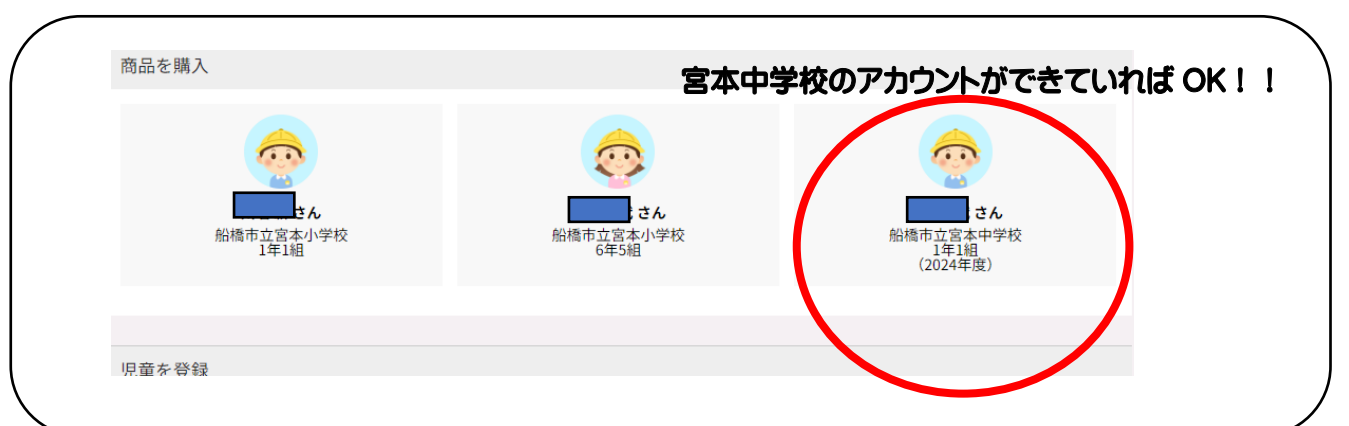 商品を購入
宮本中学校のアカウントができていれば OK！！
さん
船橋市立宮本小学校
1年1組
さん
船橋市立宮本小学校
6年5組
さん
船橋市立宮本中学校
1年1組
（2024年度）
児童を登録